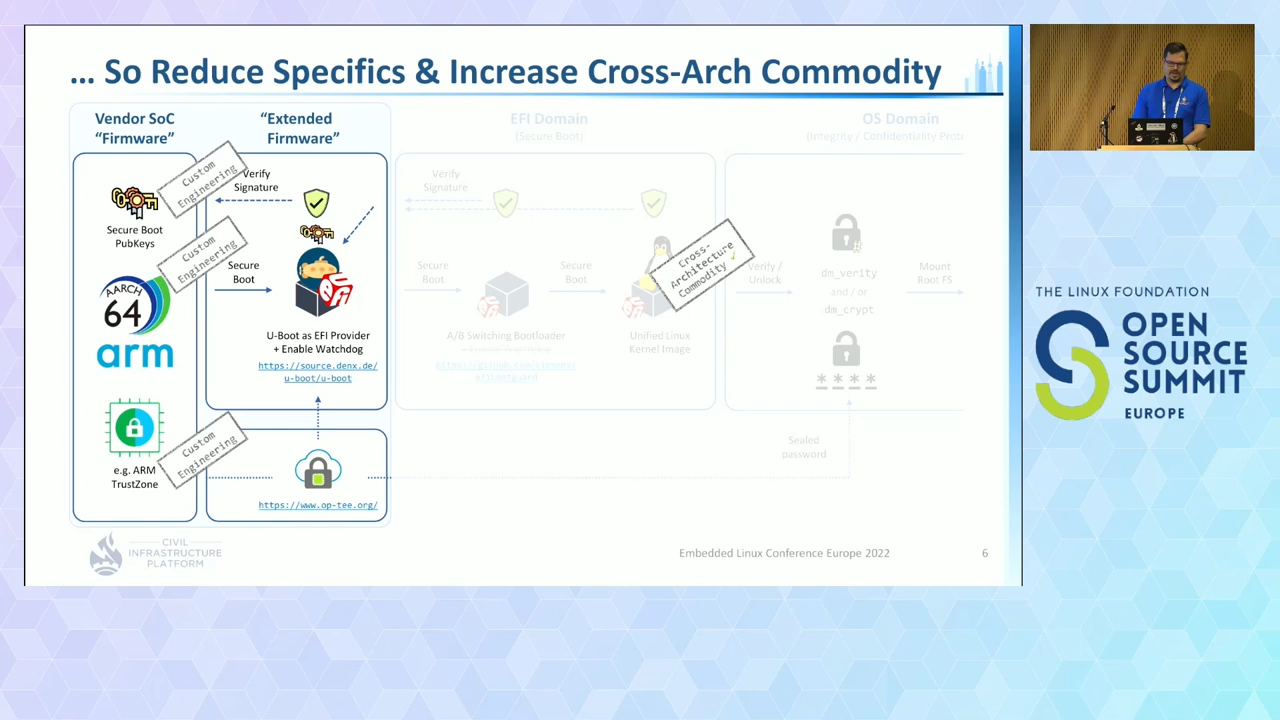 ... So Reduce Specifics & Increase Cross-Arch Commodity
Vendor SoC
"Firmware"
"Extended
Firmware"
EFI Domain
(Secure Boot)
OS Domain
(Integrity / Confidentiality Prote
Custom
Engineering
Verify
Signature
Verify
Signature
Secure Boot
PubKeys
Custom
Engineering
Secure
Boot
Secure
Boot
Secure
Boot
Cross-
Architecture
Commodity ✓
Verify /
Unlock
#
dm_verity
and / or
dm_crypt
Mount
Root FS
AARCH
64
arm
U-Boot as EFI Provider
+ Enable Watchdog
https://source.denx.de/
u-boot/u-boot
A/B Switching Bootloader
Unified Linux
Kernel Image
* * * *
Custom
Engineering
e.g. ARM
TrustZone
https://www.op-tee.org/
Sealed
password
CIVIL
INFRASTRUCTURE
PLATFORM
Embedded Linux Conference Europe 2022
6
THE LINUX FOUNDATION
OPEN
SOURCE
SUMMIT
EUROPE